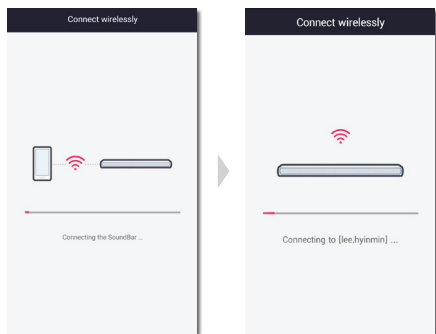 Connect wirelessly
Connecting the SoundBar ...
Connect wirelessly
Connecting to [lee.hyinmin] ...